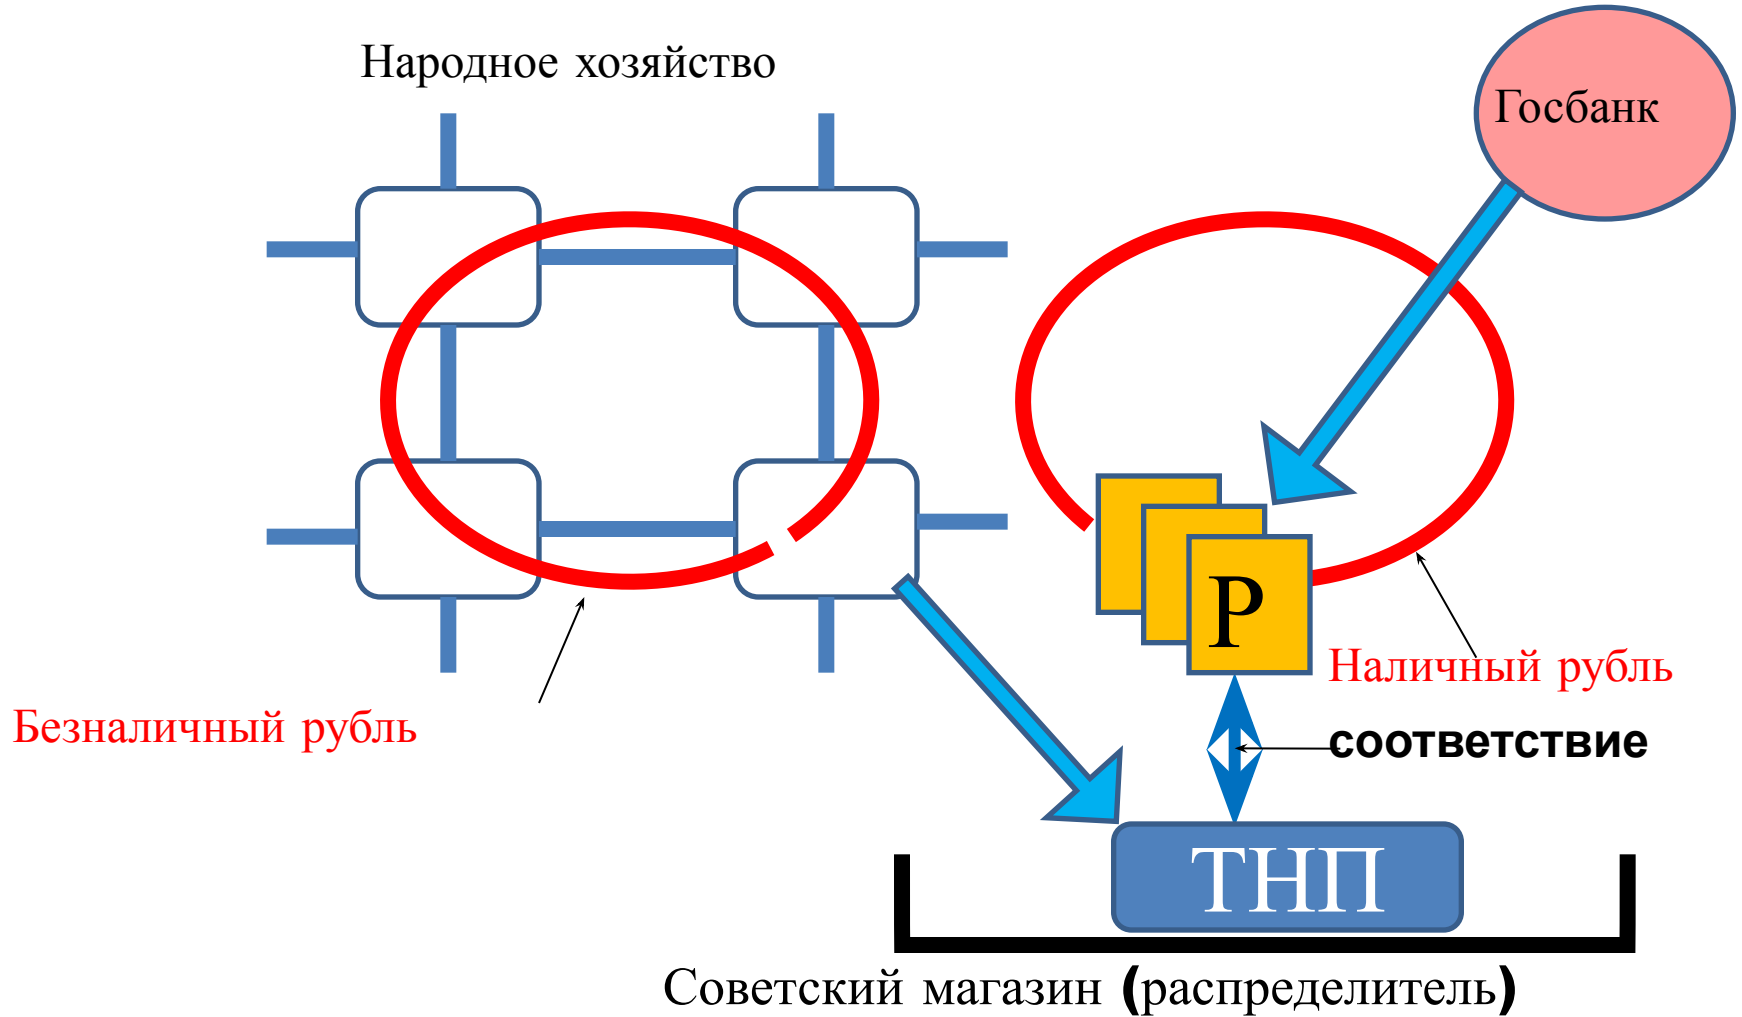 Народное хозяйство
Госбанк
Р
Наличный рубль
Безналичный рубль
соответствие
ТНП
Советский магазин (распределитель)